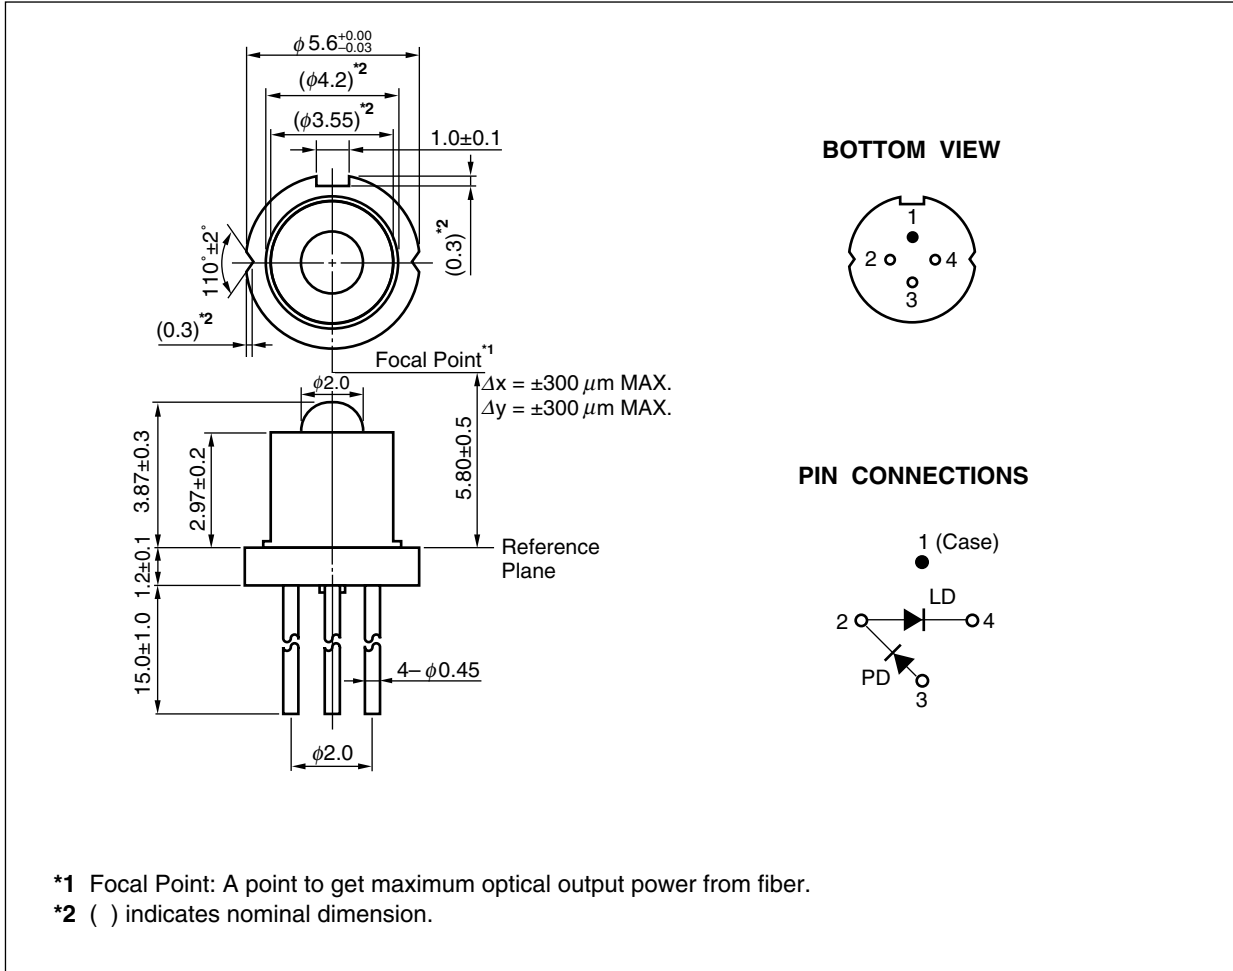 ϕ 5.6 +0.00 −0.03
(ϕ4.2)*2
(ϕ3.55)*2
1.0±0.1
110˚±2˚
(0.3)*2
(0.3)*2
Focal Point*1
Δx = ±300 μm MAX.
Δy = ±300 μm MAX.
ϕ2.0
3.87±0.3
2.97±0.2
5.80±0.5
Reference
Plane
1.2±0.1
15.0±1.0
4– ϕ0.45
ϕ2.0
BOTTOM VIEW
1
2
4
3
PIN CONNECTIONS
1 (Case)
LD
2
4
PD
3
*1 Focal Point: A point to get maximum optical output power from fiber.
*2 ( ) indicates nominal dimension.